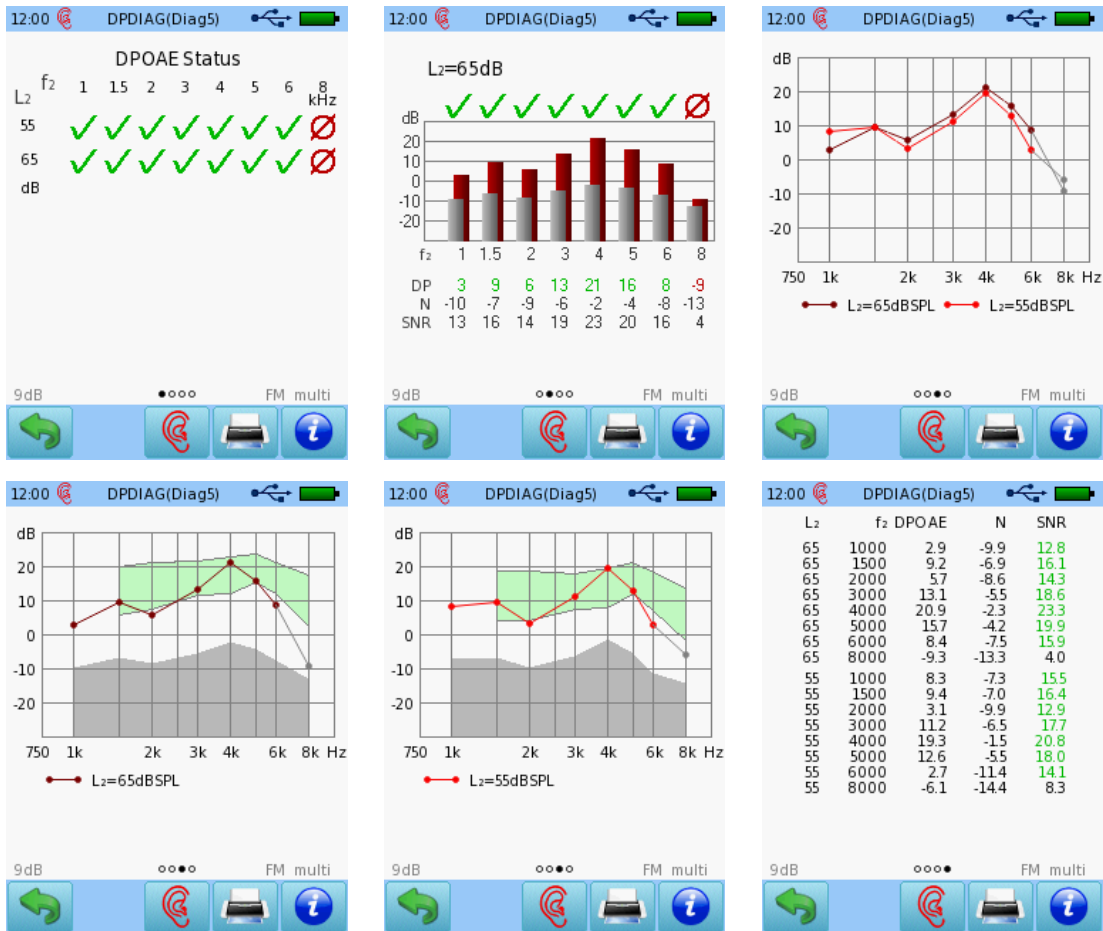 12:00 DPDIAG(Diag5)
DPOAE Status
L₂ f₂ 1 1.5 2 3 4 5 6 8
kHz
55
65
dB
9dB FM multi
12:00 DPDIAG(Diag5)
L₂=65dB
dB
20
10
0
-10
-20
f₂ 1 1.5 2 3 4 5 6 8
DP 3 9 6 13 21 16 8 -9
N -10 -7 -9 -6 -2 -4 -8 -13
SNR 13 16 14 19 23 20 16 4
9dB FM multi
12:00 DPDIAG(Diag5)
dB
20
10
0
-10
-20
750 1k 2k 3k 4k 6k 8k Hz
L₂=65dBSPL L₂=55dBSPL
9dB FM multi
12:00 DPDIAG(Diag5)
dB
20
10
0
-10
-20
750 1k 2k 3k 4k 6k 8k Hz
L₂=65dBSPL
9dB FM multi
12:00 DPDIAG(Diag5)
dB
20
10
0
-10
-20
750 1k 2k 3k 4k 6k 8k Hz
L₂=55dBSPL
9dB FM multi
12:00 DPDIAG(Diag5)
L₂ f₂ DPOAE N SNR
65 1000 2.9 -9.9 12.8
65 1500 9.2 -6.9 16.1
65 2000 5.7 -8.6 14.3
65 3000 13.1 -5.5 18.6
65 4000 20.9 -2.3 23.3
65 5000 15.7 -4.2 19.9
65 6000 8.4 -7.5 15.9
65 8000 -9.3 -13.3 4.0
55 1000 8.3 -7.3 15.5
55 1500 9.4 -7.0 16.4
55 2000 3.1 -9.9 12.9
55 3000 11.2 -6.5 17.7
55 4000 19.3 -1.5 20.8
55 5000 12.6 -5.5 18.0
55 6000 2.7 -11.4 14.1
55 8000 -6.1 -14.4 8.3
9dB FM multi